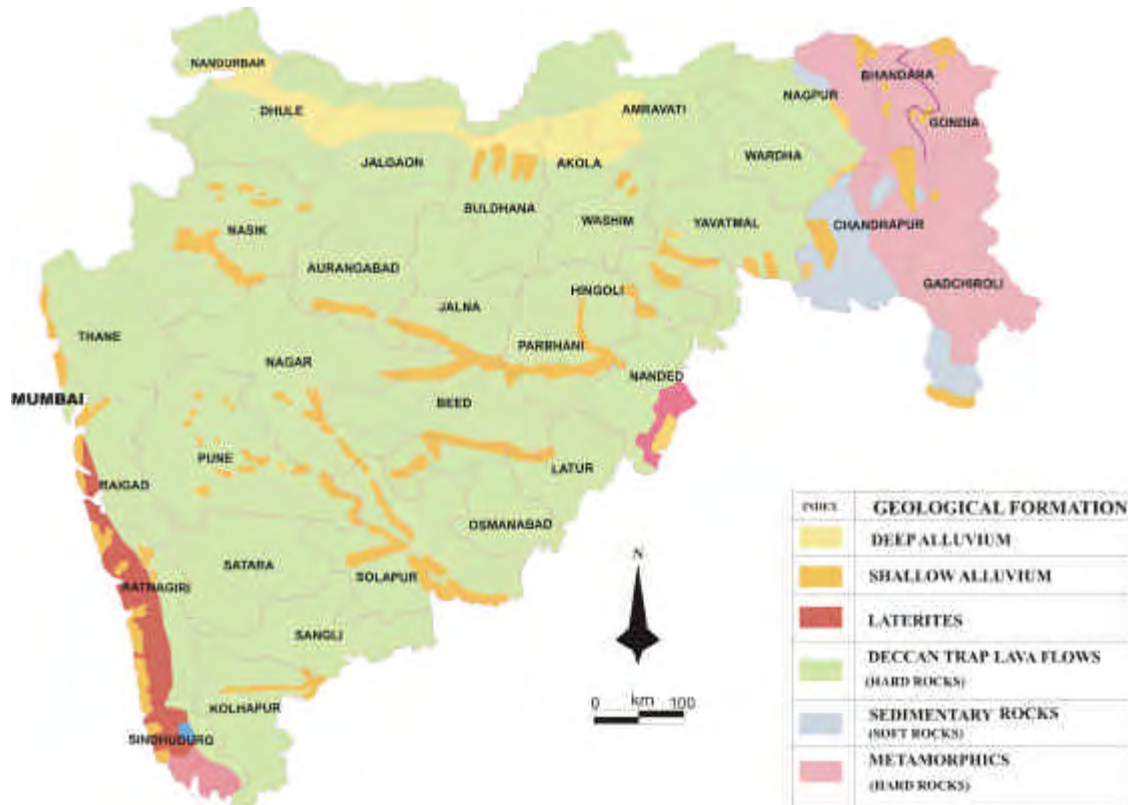 NANDURBAR
DHULE
JALGAON
AMRAVATI
AKOLA
BULDHANA
WASHIM
NAGPUR
WARDHA
BHANDARA
GONDIA
YAVATMAL
CHANDRAPUR
GADCHIROLI
NASIK
AURANGABAD
JALNA
HINGOLI
PARBHANI
NANDED
THANE
NAGAR
BEED
MUMBAI
PUNE
RAIGAD
LATUR
OSMANABAD
SATARA
SOLAPUR
RATNAGIRI
SANGLI
KOLHAPUR
SINDHUDURG
N
0 km 100
INDEX GEOLOGICAL FORMATION
DEEP ALLUVIUM
SHALLOW ALLUVIUM
LATERITES
DECCAN TRAP LAVA FLOWS
(HARD ROCKS)
SEDIMENTARY ROCKS
(SOFT ROCKS)
METAMORPHICS
(HARD ROCKS)